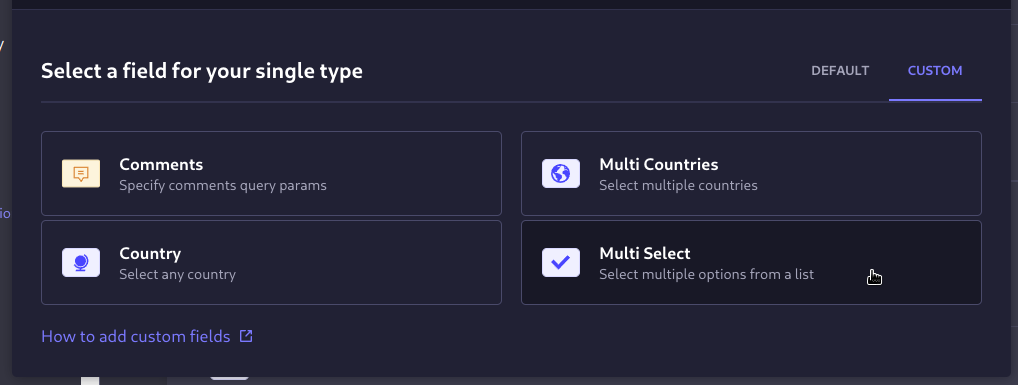 Select a field for your single type
DEFAULT
CUSTOM
Comments
Specify comments query params
Multi Countries
Select multiple countries
Country
Select any country
Multi Select
Select multiple options from a list
How to add custom fields
io